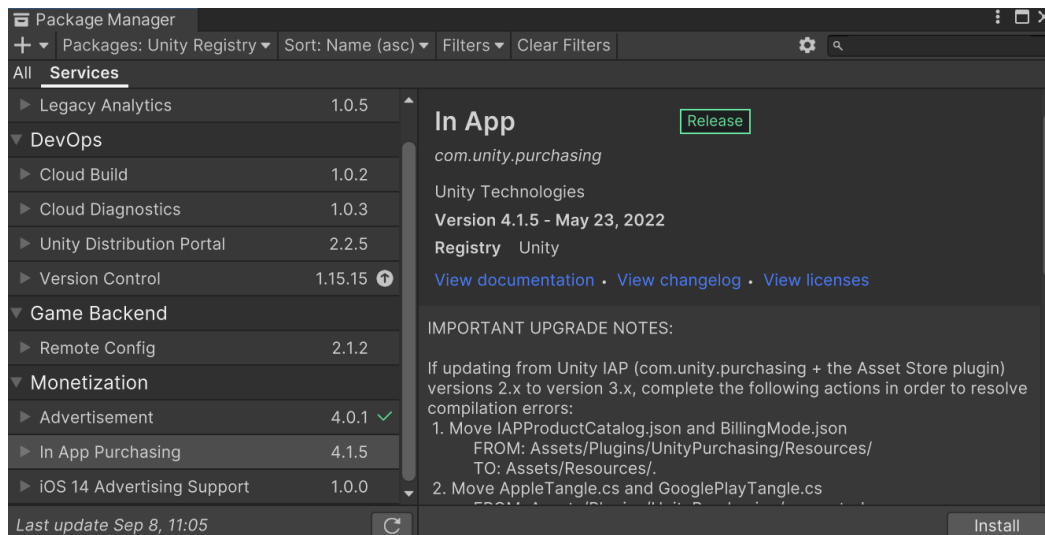 Package Manager
+ Packages: Unity Registry Sort: Name (asc) Filters Clear Filters
All Services
Legacy Analytics 1.0.5
DevOps
Cloud Build 1.0.2
Cloud Diagnostics 1.0.3
Unity Distribution Portal 2.2.5
Version Control 1.15.15
Game Backend
Remote Config 2.1.2
Monetization
Advertisement 4.0.1
In App Purchasing 4.1.5
iOS 14 Advertising Support 1.0.0
Last update Sep 8, 11:05
In App Release
com.unity.purchasing
Unity Technologies
Version 4.1.5 - May 23, 2022
Registry Unity
View documentation • View changelog • View licenses
IMPORTANT UPGRADE NOTES:
If updating from Unity IAP (com.unity.purchasing + the Asset Store plugin)
versions 2.x to version 3.x, complete the following actions in order to resolve
compilation errors:
1. Move IAPProductCatalog.json and BillingMode.json
FROM: Assets/Plugins/UnityPurchasing/Resources/
TO: Assets/Resources/.
2. Move AppleTangle.cs and GooglePlayTangle.cs
Install